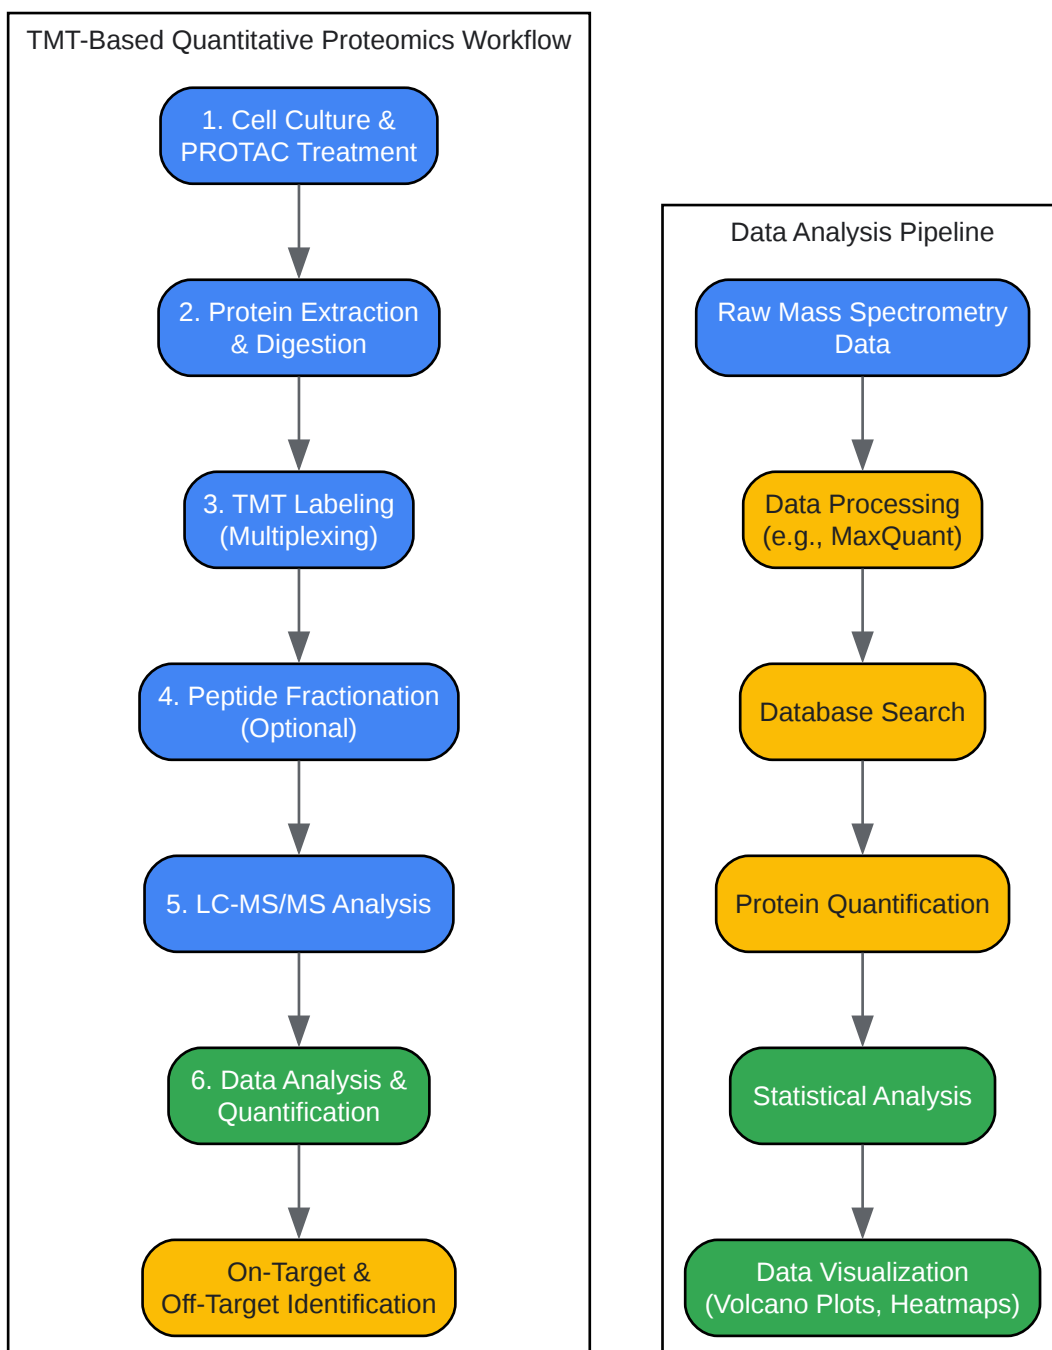 TMT-Based Quantitative Proteomics Workflow
1. Cell Culture &
PROTAC Treatment
2. Protein Extraction
& Digestion
3. TMT Labeling
(Multiplexing)
4. Peptide Fractionation
(Optional)
5. LC-MS/MS Analysis
6. Data Analysis &
Quantification
On-Target &
Off-Target Identification
Data Analysis Pipeline
Raw Mass Spectrometry
Data
Data Processing
(e.g., MaxQuant)
Database Search
Protein Quantification
Statistical Analysis
Data Visualization
(Volcano Plots, Heatmaps)